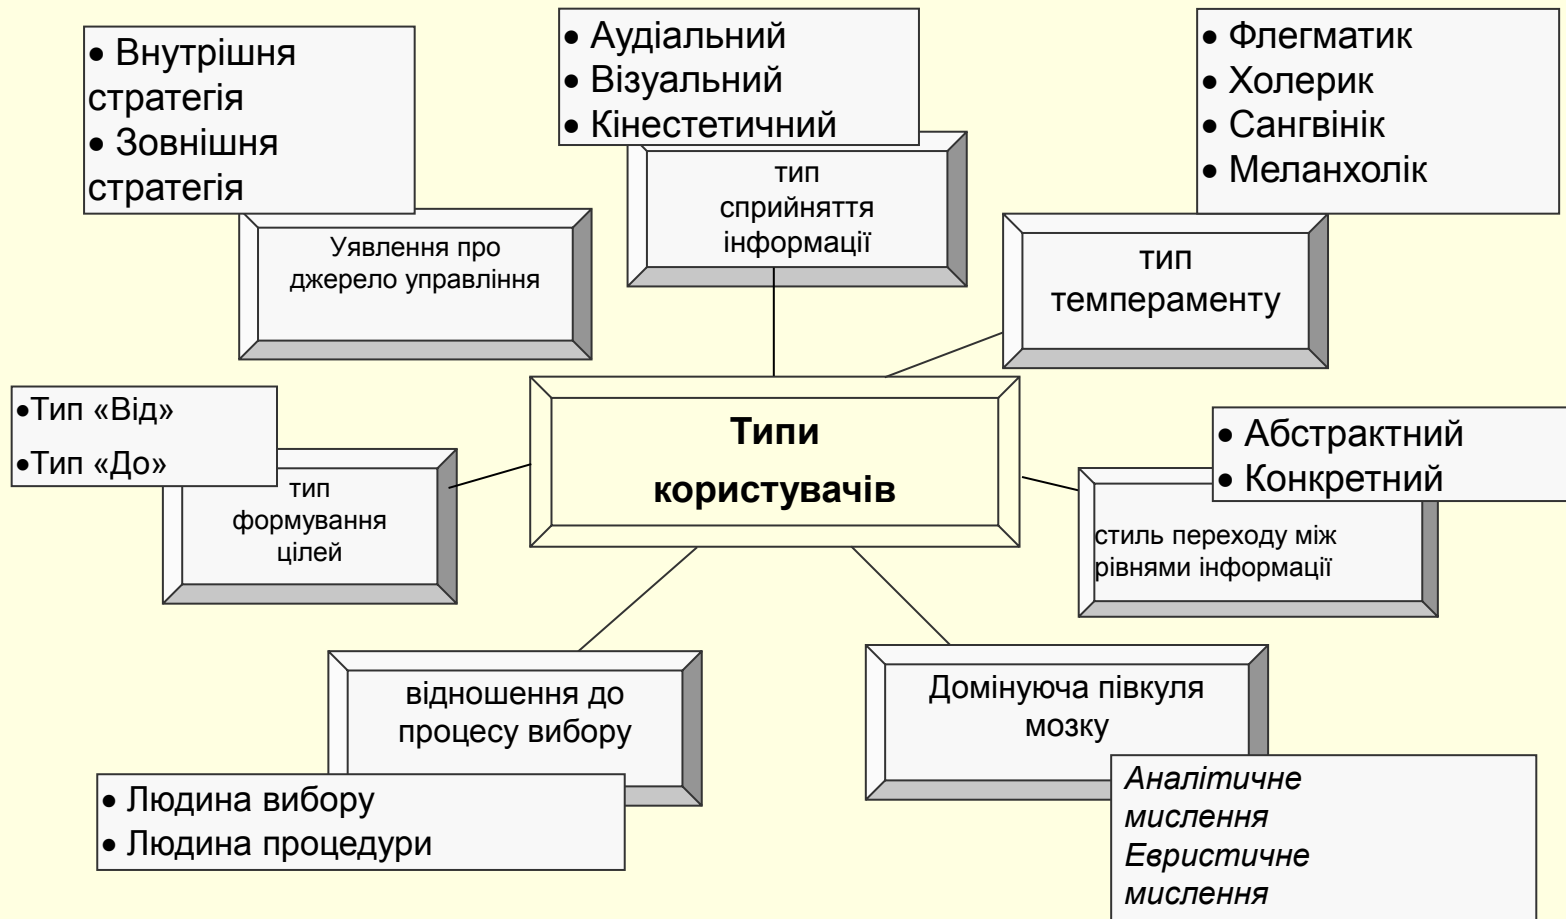 • Внутрішня
стратегія
• Зовнішня
стратегія
Уявлення про
джерело управління
• Аудіальний
• Візуальний
• Кінестетичний
тип
сприйняття
інформації
• Флегматик
• Холерик
• Сангвінік
• Меланхолік
тип
темпераменту
•Тип «Від»
•Тип «До»
тип
формування
цілей
Типи
користувачів
• Абстрактний
• Конкретний
стиль переходу між
рівнями інформації
відношення до
процесу вибору
• Людина вибору
• Людина процедури
Домінуюча півкуля
мозку
Аналітичне
мислення
Евристичне
мислення